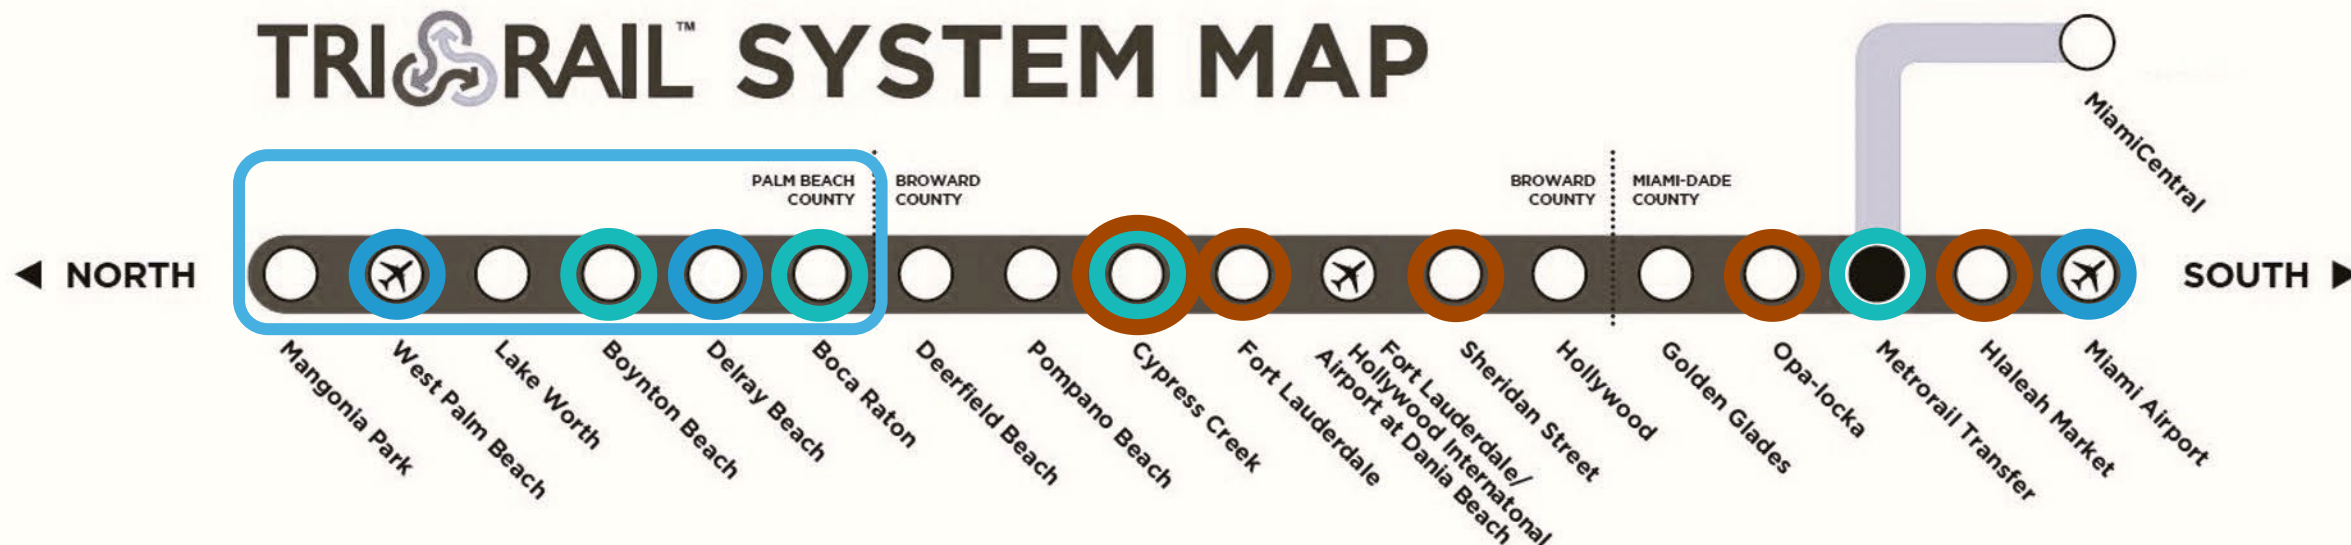 TRI RAIL™ SYSTEM MAP
MiamiCentral
PALM BEACH
COUNTY
BROWARD
COUNTY
BROWARD
COUNTY
MIAMI-DADE
COUNTY
NORTH
SOUTH
Mangonia Park
West Palm Beach
Lake Worth
Boynton Beach
Delray Beach
Boca Raton
Deerfield Beach
Pompano Beach
Cypress Creek
Fort Lauderdale
Fort Lauderdale/
Hollywood Internatonal
Airport at Dania Beach
Sheridan Street
Hollywood
Golden Glades
Opa-locka
Metrorail Transfer
Hlaleah Market
Miami Airport